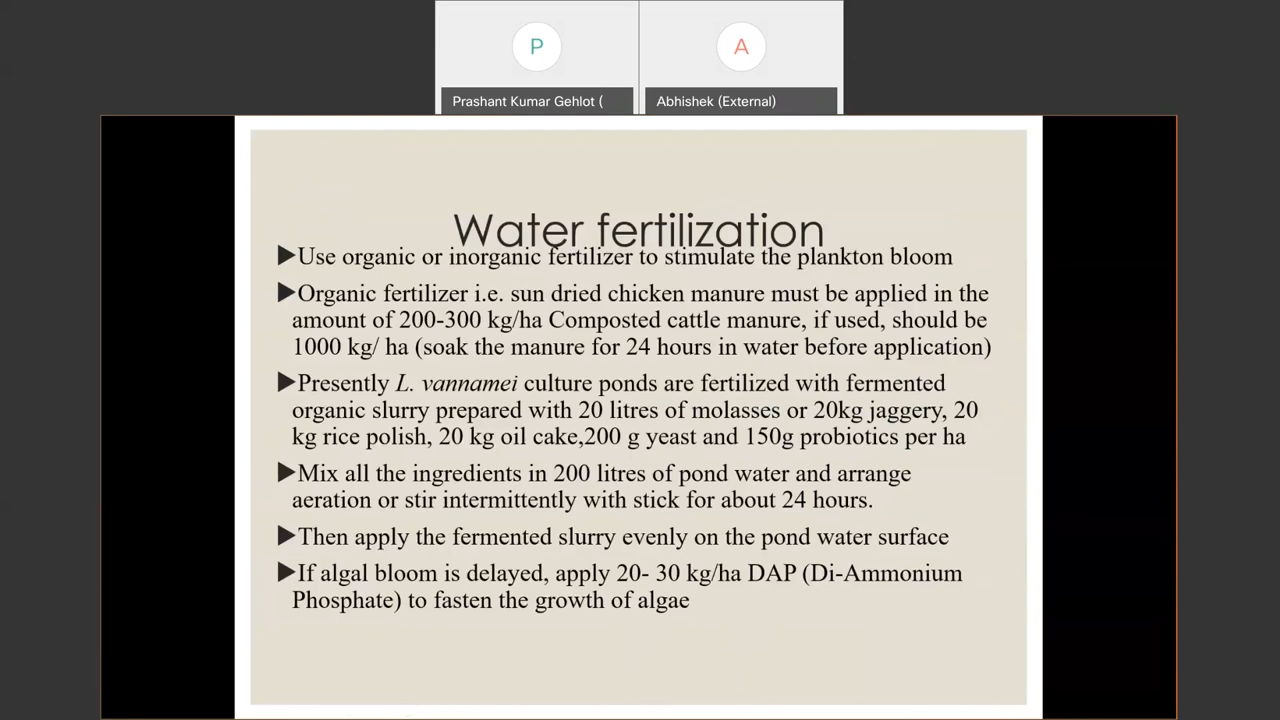 P
A
Prashant Kumar Gehlot (
Abhishek (External)
Water fertilization
▶Use organic or inorganic fertilizer to stimulate the plankton bloom
▶Organic fertilizer i.e. sun dried chicken manure must be applied in the
amount of 200-300 kg/ha Composted cattle manure, if used, should be
1000 kg/ ha (soak the manure for 24 hours in water before application)
▶Presently L. vannamei culture ponds are fertilized with fermented
organic slurry prepared with 20 litres of molasses or 20kg jaggery, 20
kg rice polish, 20 kg oil cake,200 g yeast and 150g probiotics per ha
▶Mix all the ingredients in 200 litres of pond water and arrange
aeration or stir intermittently with stick for about 24 hours.
▶Then apply the fermented slurry evenly on the pond water surface
▶If algal bloom is delayed, apply 20- 30 kg/ha DAP (Di-Ammonium
Phosphate) to fasten the growth of algae